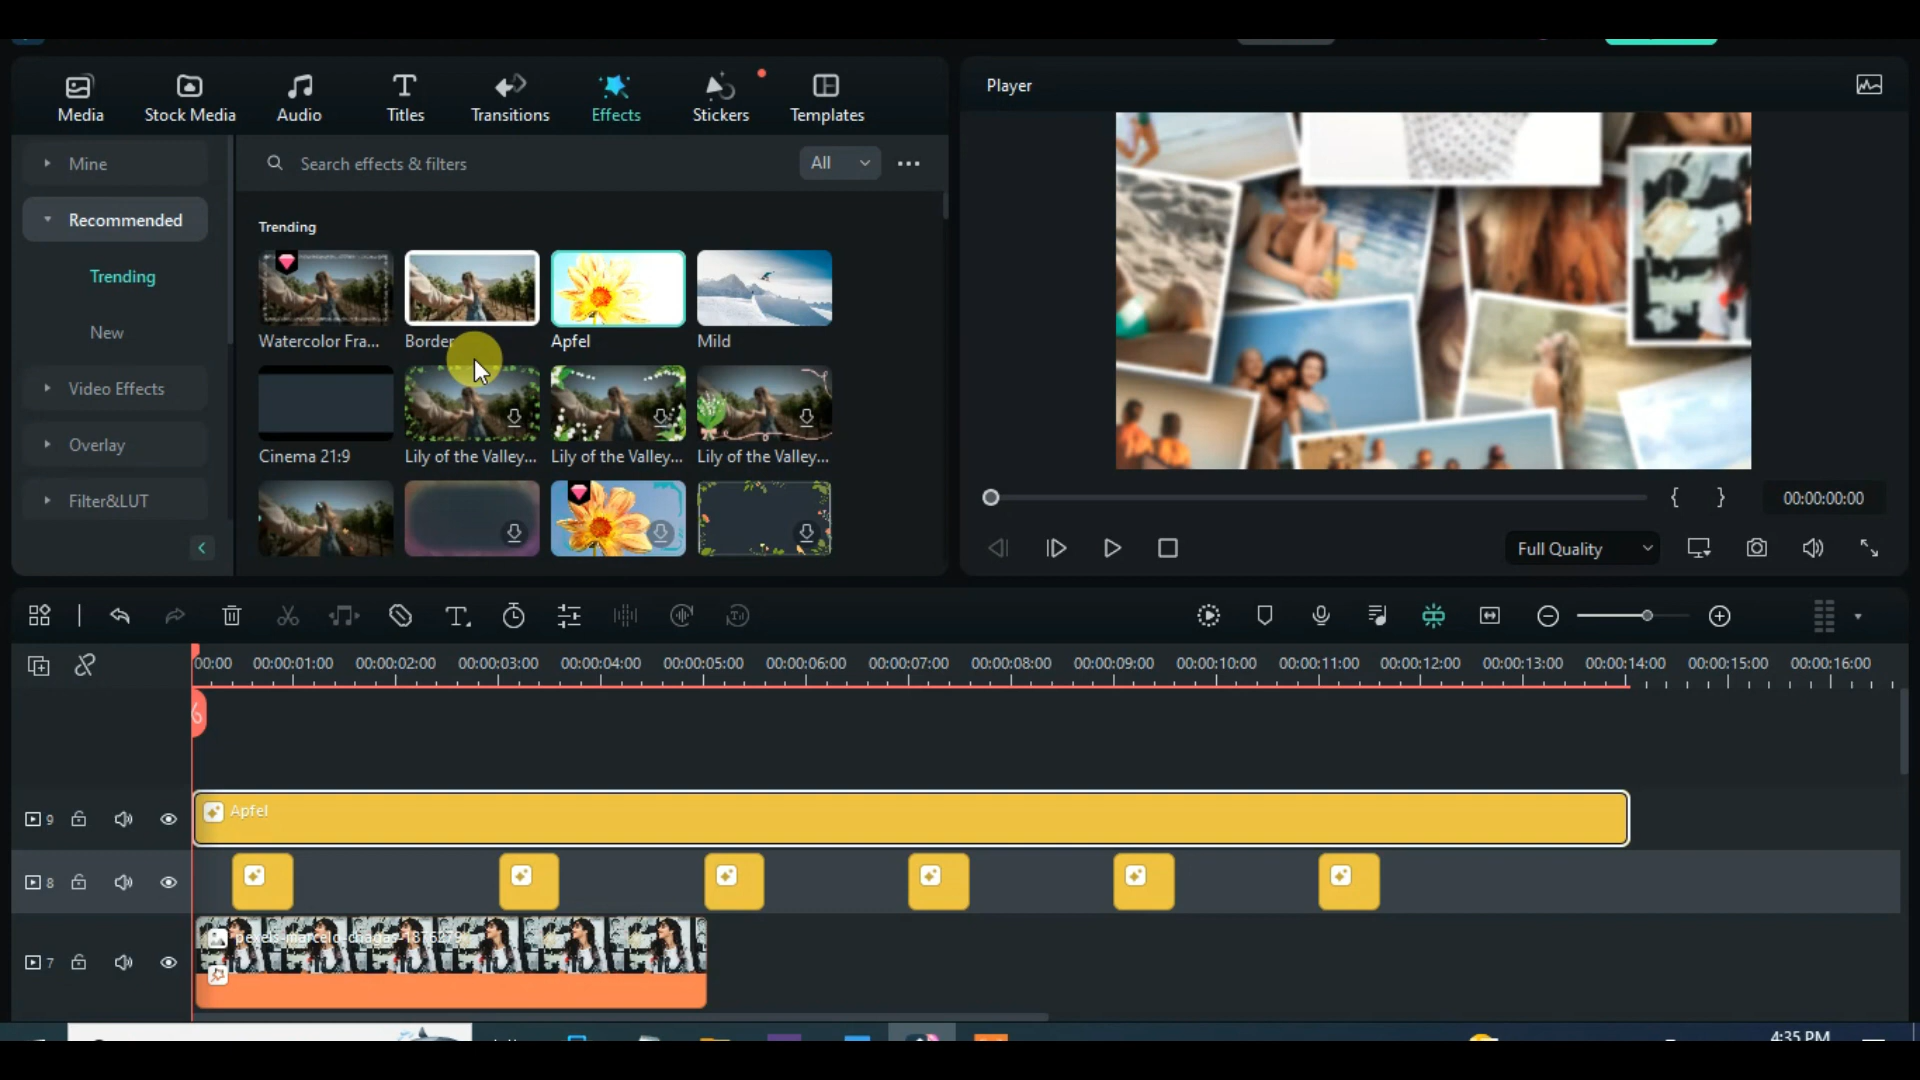 Media
Stock Media
Audio
Titles
Transitions
Effects
Stickers
Templates
Player
Mine
Recommended
Trending
New
Video Effects
Overlay
Filter&LUT
Search effects & filters
All
Trending
Watercolor Fra...
Border
Apfel
Mild
Cinema 21:9
Lily of the Valley...
Lily of the Valley...
Lily of the Valley...
00:00:00:00
Full Quality
00:00 00:00:01:00 00:00:02:00 00:00:03:00 00:00:04:00 00:00:05:00 00:00:06:00 00:00:07:00 00:00:08:00 00:00:09:00 00:00:10:00 00:00:11:00 00:00:12:00 00:00:13:00 00:00:14:00 00:00:15:00 00:00:16:00
9
Apfel
8
7
pexels-marcelo-chagas-1876279
4:35 PM